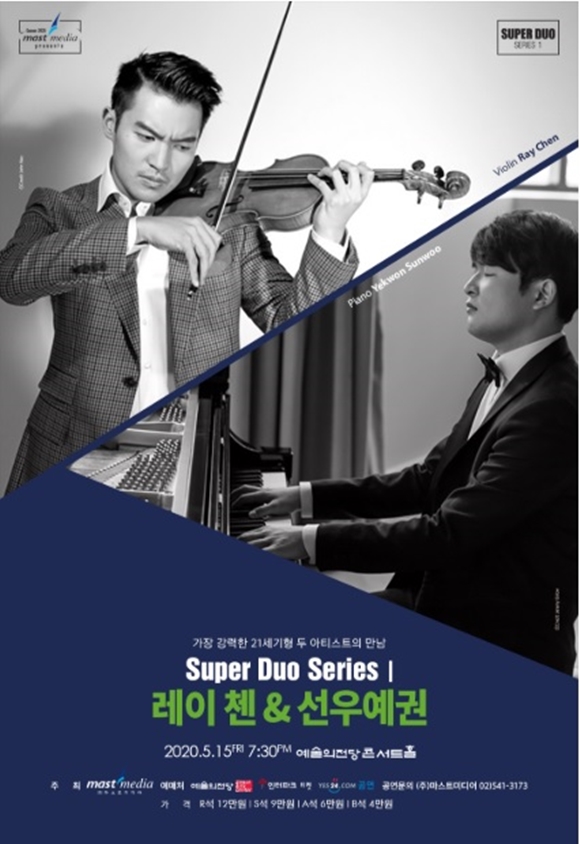 mast media
presents
SUPER DUO
SERIES 1
Violin Ray Chen
Piano Yekwon Sunwoo
가장 강력한 21세기형 두 아티스트의 만남
Super Duo Series I
레이 첸 & 선우예권
2020.5.15FRI 7:30PM 예술의전당 콘서트홀
주 최 mast media 예매처 예술의전당 인터파크 티켓 YES24.COM 공연 공연문의 (주)마스트미디어 02)541-3173
가 격 R석 12만원 | S석 9만원 | A석 6만원 | B석 4만원